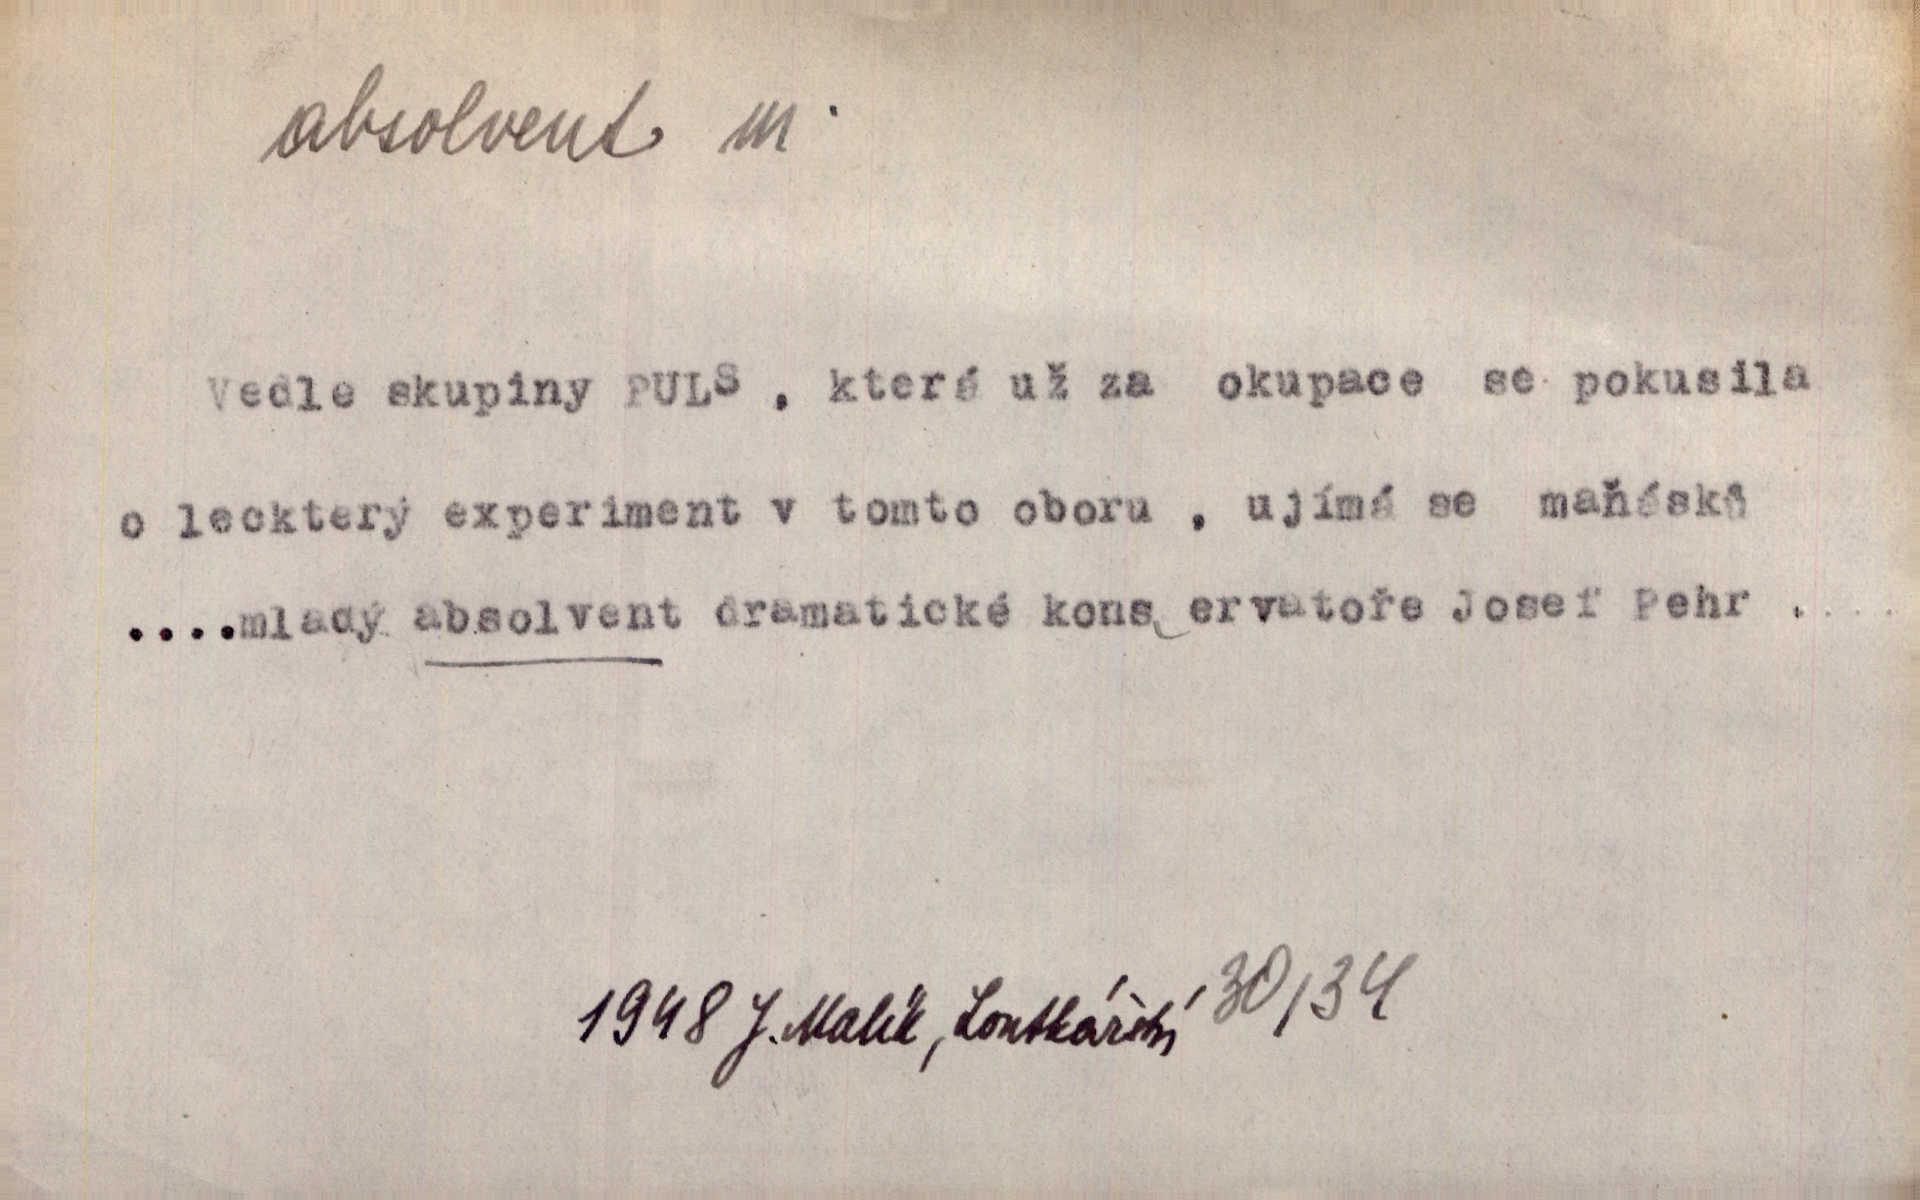 absolvent m.
Vedle skupiny PULS , která už za okupace se pokusila
o leckterý experiment v tomto oboru , ujímá se maňásků
....mladý absolvent dramatické kons ervatoře Josef Pehr ....
1948 J. Malík, Loutkářství 30/34